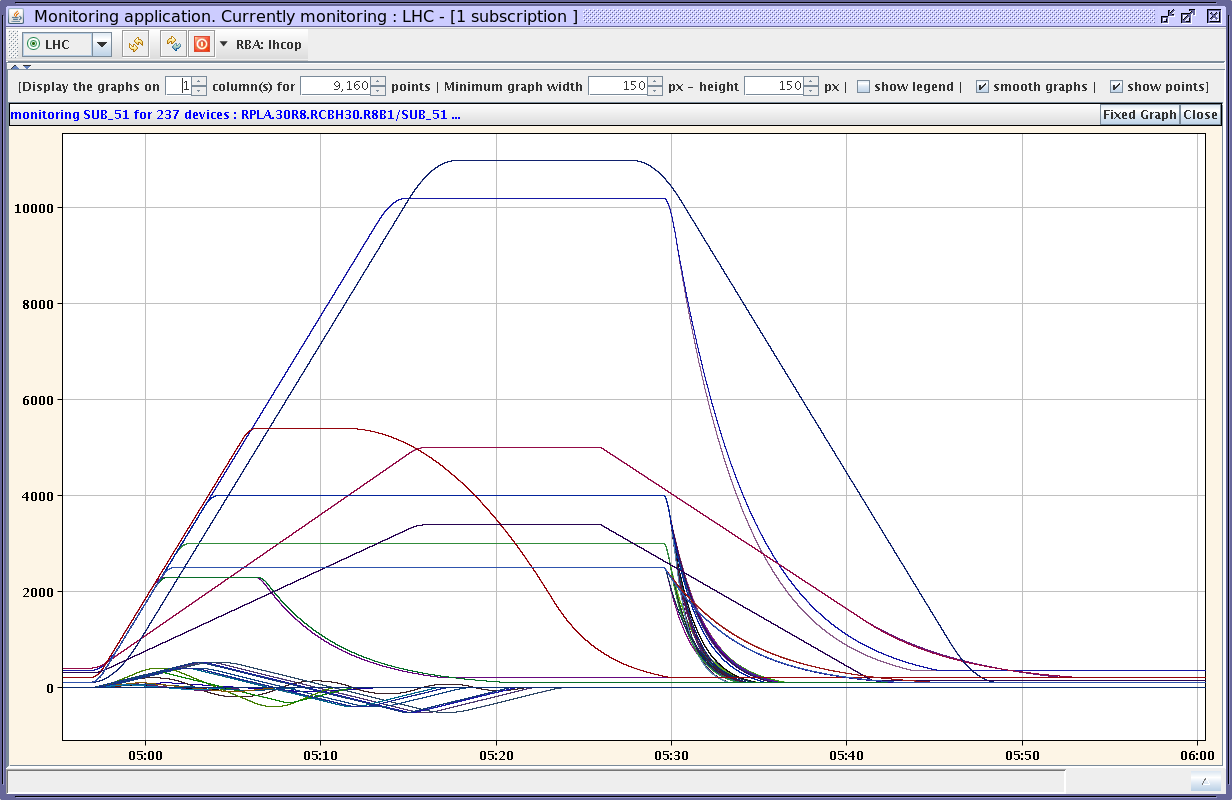 Monitoring application. Currently monitoring : LHC - [1 subscription ]
LHC RBA: lhcop
[Display the graphs on 1 column(s) for 9,160 points | Minimum graph width 150 px - height 150 px | show legend | smooth graphs | show points]
monitoring SUB_51 for 237 devices : RPLA.30R8.RCBH30.R8B1/SUB_51 ... Fixed Graph Close
10000
8000
6000
4000
2000
0
05:00 05:10 05:20 05:30 05:40 05:50 06:00